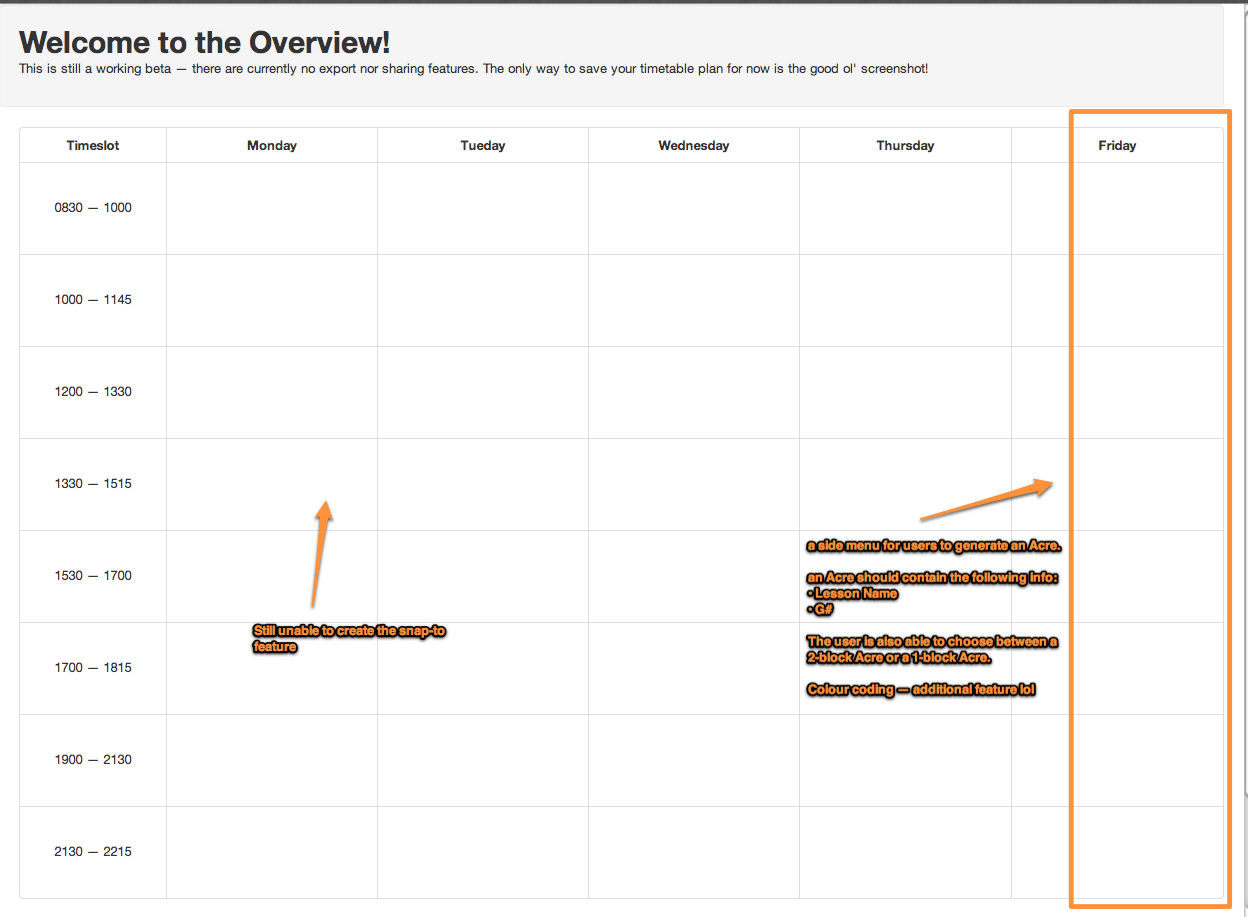 Welcome to the Overview!
This is still a working beta — there are currently no export nor sharing features. The only way to save your timetable plan for now is the good ol' screenshot!
Timeslot Monday Tueday Wednesday Thursday Friday
0830 — 1000
1000 — 1145
1200 — 1330
1330 — 1515
1530 — 1700
1700 — 1815
1900 — 2130
2130 — 2215
Still unable to create the snap-to
feature
a side menu for users to generate an Acre.
an Acre should contain the following info:
• Lesson Name
• G#
The user is also able to choose between a
2-block Acre or a 1-block Acre.
Colour coding — additional feature lol